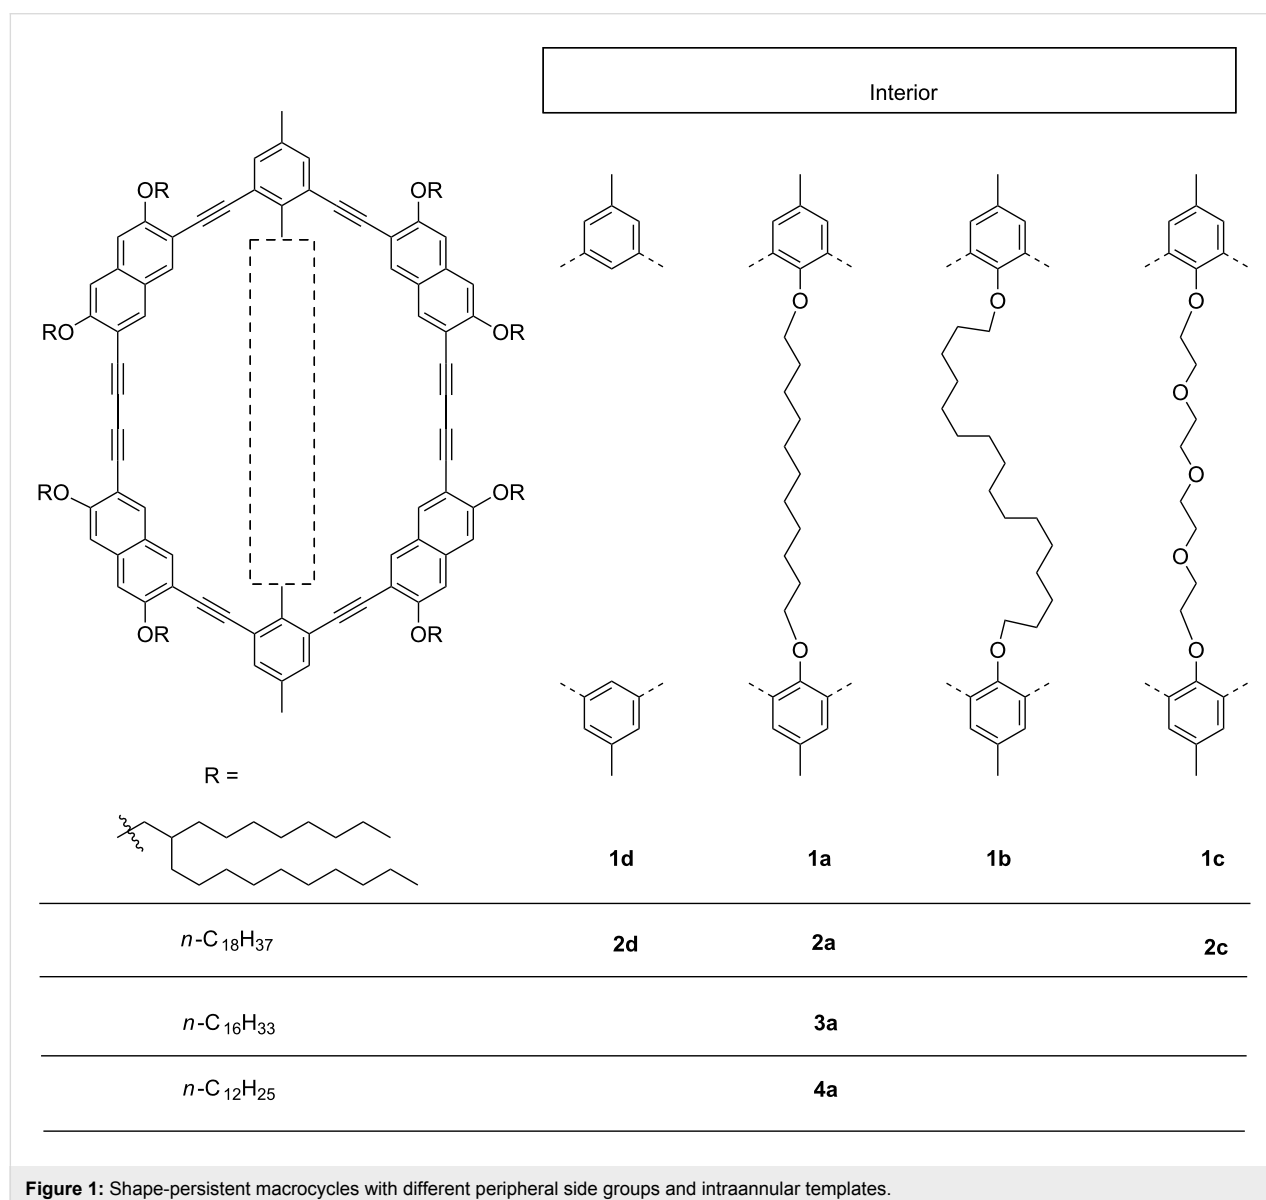 Interior
OR
OR
RO
OR
RO
OR
OR
OR
O
O
O
O
O
O
O
O
O
R =
1d
1a
1b
1c
n-C18H37
2d
2a
2c
n-C16H33
3a
n-C12H25
4a
Figure 1: Shape-persistent macrocycles with different peripheral side groups and intraannular templates.